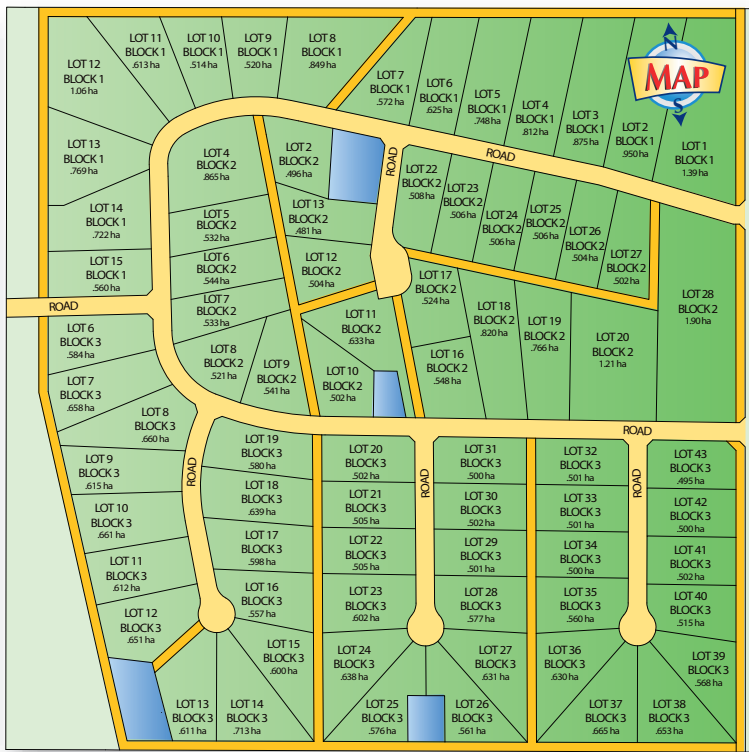 LOT 12
BLOCK 1
1.06 ha
LOT 11
BLOCK 1
.613 ha
LOT 10
BLOCK 1
.514 ha
LOT 9
BLOCK 1
.520 ha
LOT 8
BLOCK 1
.849 ha
LOT 7
BLOCK 1
.572 ha
LOT 6
BLOCK 1
.625 ha
LOT 5
BLOCK 1
.748 ha
LOT 4
BLOCK 1
.812 ha
LOT 3
BLOCK 1
.875 ha
LOT 2
BLOCK 1
.950 ha
LOT 1
BLOCK 1
1.39 ha
N
MAP
S
LOT 13
BLOCK 1
.769 ha
LOT 14
BLOCK 1
.722 ha
LOT 15
BLOCK 1
.560 ha
ROAD
LOT 4
BLOCK 2
.865 ha
LOT 5
BLOCK 2
.532 ha
LOT 6
BLOCK 2
.544 ha
LOT 7
BLOCK 2
.533 ha
LOT 8
BLOCK 2
.521 ha
LOT 9
BLOCK 2
.541 ha
LOT 2
BLOCK 2
.496 ha
LOT 13
BLOCK 2
.481 ha
LOT 12
BLOCK 2
.504 ha
LOT 11
BLOCK 2
.633 ha
LOT 10
BLOCK 2
.502 ha
ROAD
ROAD
LOT 22
BLOCK 2
.508 ha
LOT 23
BLOCK 2
.506 ha
LOT 24
BLOCK 2
.506 ha
LOT 25
BLOCK 2
.506 ha
LOT 26
BLOCK 2
.504 ha
LOT 27
BLOCK 2
.502 ha
LOT 17
BLOCK 2
.524 ha
LOT 16
BLOCK 2
.548 ha
LOT 18
BLOCK 2
.820 ha
LOT 19
BLOCK 2
.766 ha
LOT 20
BLOCK 2
1.21 ha
LOT 28
BLOCK 2
1.90 ha
ROAD
LOT 6
BLOCK 3
.584 ha
LOT 7
BLOCK 3
.658 ha
LOT 8
BLOCK 3
.660 ha
LOT 9
BLOCK 3
.615 ha
LOT 10
BLOCK 3
.661 ha
LOT 11
BLOCK 3
.612 ha
LOT 12
BLOCK 3
.651 ha
LOT 13
BLOCK 3
.611 ha
LOT 14
BLOCK 3
.713 ha
LOT 15
BLOCK 3
.600 ha
LOT 16
BLOCK 3
.557 ha
LOT 17
BLOCK 3
.598 ha
LOT 18
BLOCK 3
.639 ha
LOT 19
BLOCK 3
.580 ha
ROAD
LOT 20
BLOCK 3
.502 ha
LOT 21
BLOCK 3
.505 ha
LOT 22
BLOCK 3
.505 ha
LOT 23
BLOCK 3
.602 ha
LOT 24
BLOCK 3
.638 ha
LOT 25
BLOCK 3
.576 ha
ROAD
LOT 31
BLOCK 3
.500 ha
LOT 30
BLOCK 3
.502 ha
LOT 29
BLOCK 3
.501 ha
LOT 28
BLOCK 3
.577 ha
LOT 27
BLOCK 3
.631 ha
LOT 26
BLOCK 3
.561 ha
LOT 32
BLOCK 3
.501 ha
LOT 33
BLOCK 3
.501 ha
LOT 34
BLOCK 3
.500 ha
LOT 35
BLOCK 3
.560 ha
LOT 36
BLOCK 3
.630 ha
LOT 37
BLOCK 3
.665 ha
ROAD
LOT 43
BLOCK 3
.495 ha
LOT 42
BLOCK 3
.500 ha
LOT 41
BLOCK 3
.502 ha
LOT 40
BLOCK 3
.515 ha
LOT 39
BLOCK 3
.568 ha
LOT 38
BLOCK 3
.653 ha